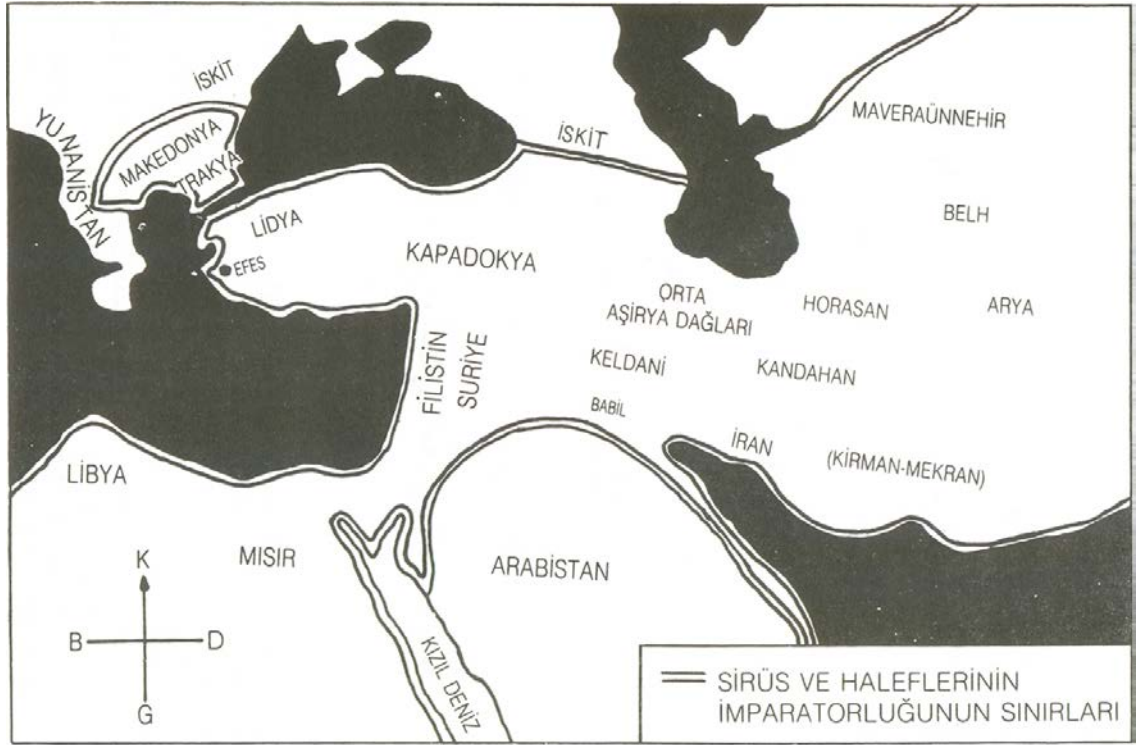 İSKİT
YUNANİSTAN
MAKEDONYA
TRAKYA
İSKİT
MAVERAÜNNEHİR
BELH
LİDYA
EFES
KAPADOKYA
ORTA
AŞİRYA DAĞLARI
HORASAN
ARYA
FİLİSTİN
SURİYE
KELDANİ
KANDAHAN
BABİL
İRAN
(KİRMAN-MEKRAN)
LİBYA
MISIR
ARABİSTAN
KIZIL DENİZ
K
B
D
G
SİRÜS VE HALEFLERİNİN
İMPARATORLUĞUNUN SINIRLARI